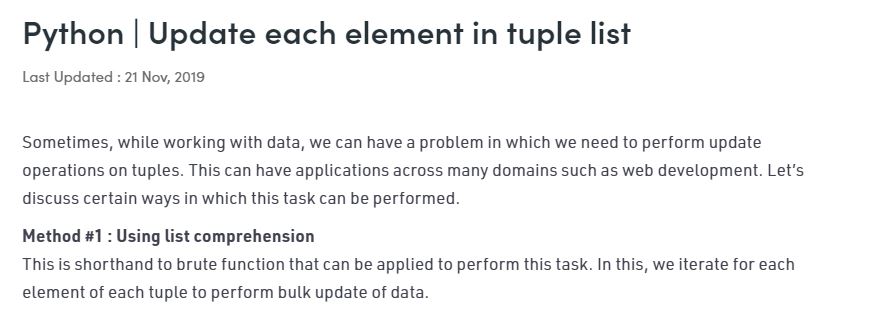 Python | Update each element in tuple list
Last Updated : 21 Nov, 2019
Sometimes, while working with data, we can have a problem in which we need to perform update
operations on tuples. This can have applications across many domains such as web development. Let’s
discuss certain ways in which this task can be performed.
Method #1 : Using list comprehension
This is shorthand to brute function that can be applied to perform this task. In this, we iterate for each
element of each tuple to perform bulk update of data.